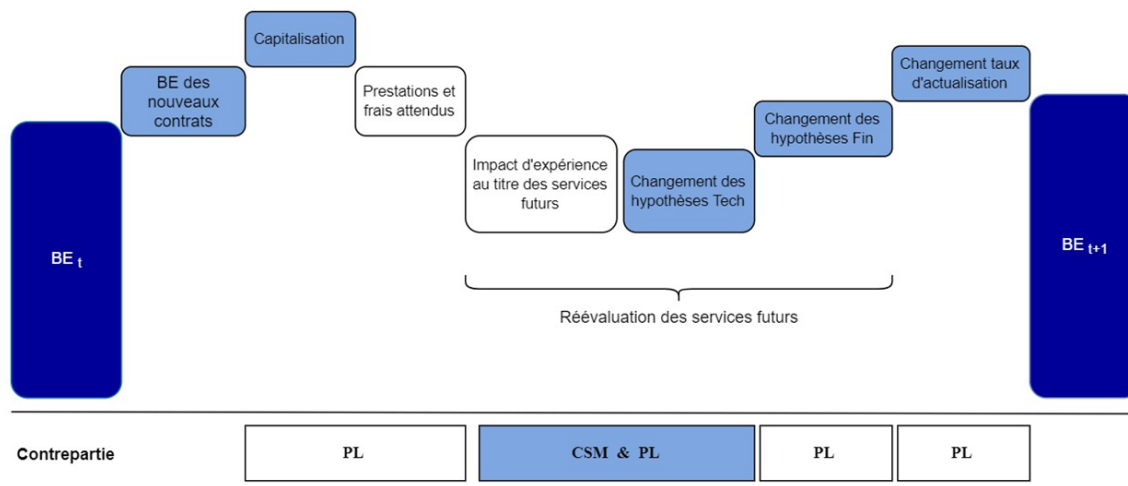 Capitalisation
BE des
nouveaux
contrats
Prestations et
frais attendus
Impact d'expérience
au titre des services
futurs
Changement des
hypothèses Tech
Changement des
hypothèses Fin
Changement taux
d'actualisation
BE t
BE t+1
Réévaluation des services futurs
Contrepartie
PL
CSM & PL
PL
PL